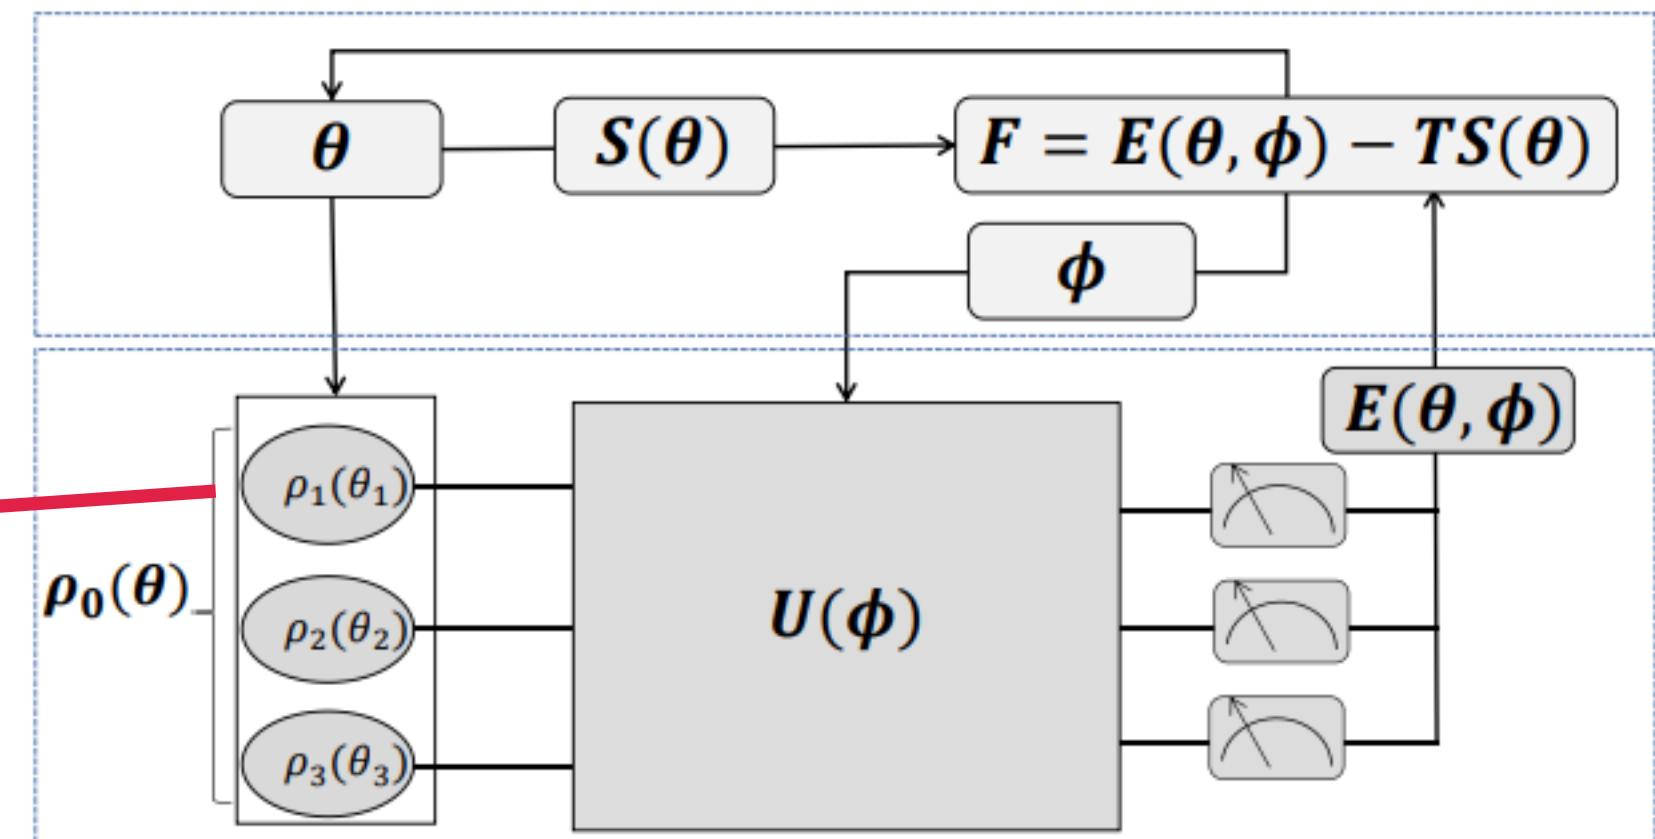 θ
S(θ)
F = E(θ, ϕ) − TS(θ)
ϕ
E(θ, ϕ)
ρ₁(θ₁)
ρ₀(θ)
ρ₂(θ₂)
U(ϕ)
ρ₃(θ₃)